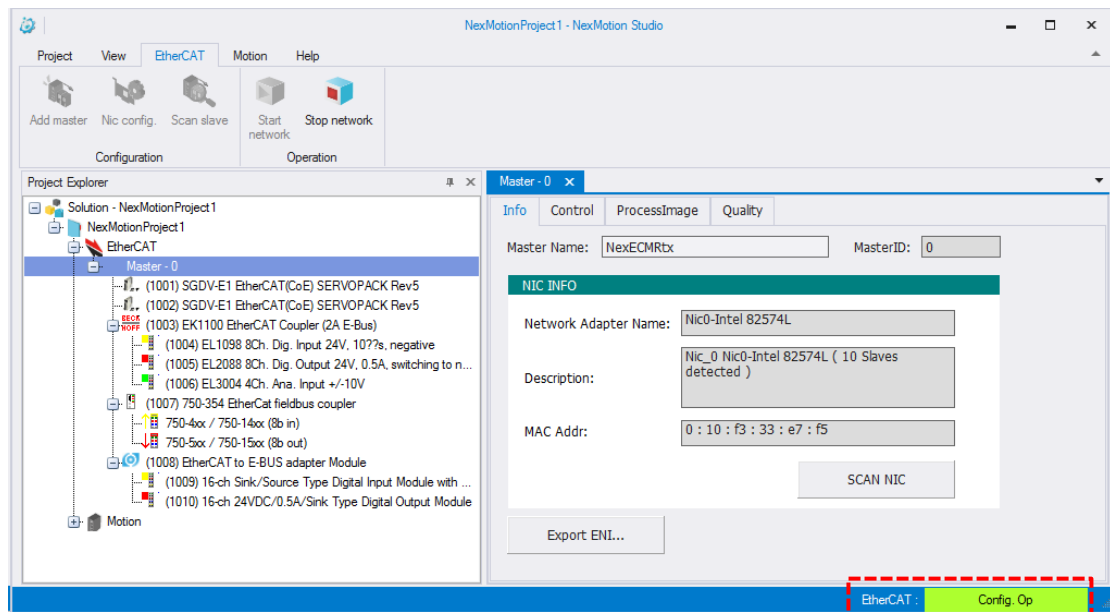 NexMotionProject1 - NexMotion Studio
Project View EtherCAT Motion Help
Add master Nic config. Scan slave Start network Stop network
Configuration Operation
Project Explorer
Solution - NexMotionProject1
NexMotionProject1
EtherCAT
Master - 0
(1001) SGDV-E1 EtherCAT(CoE) SERVOPACK Rev5
(1002) SGDV-E1 EtherCAT(CoE) SERVOPACK Rev5
BECK
HOFF
(1003) EK1100 EtherCAT Coupler (2A E-Bus)
(1004) EL1098 8Ch. Dig. Input 24V, 10??s, negative
(1005) EL2088 8Ch. Dig. Output 24V, 0.5A, switching to n...
(1006) EL3004 4Ch. Ana. Input +/-10V
(1007) 750-354 EtherCat fieldbus coupler
750-4xx / 750-14xx (8b in)
750-5xx / 750-15xx (8b out)
(1008) EtherCAT to E-BUS adapter Module
(1009) 16-ch Sink/Source Type Digital Input Module with ...
(1010) 16-ch 24VDC/0.5A/Sink Type Digital Output Module
Motion
Master - 0
Info Control ProcessImage Quality
Master Name: NexECMRtx MasterID: 0
NIC INFO
Network Adapter Name: Nic0-Intel 82574L
Description: Nic_0 Nic0-Intel 82574L ( 10 Slaves
detected )
MAC Addr: 0 : 10 : f3 : 33 : e7 : f5
SCAN NIC
Export ENI...
EtherCAT : Config. Op